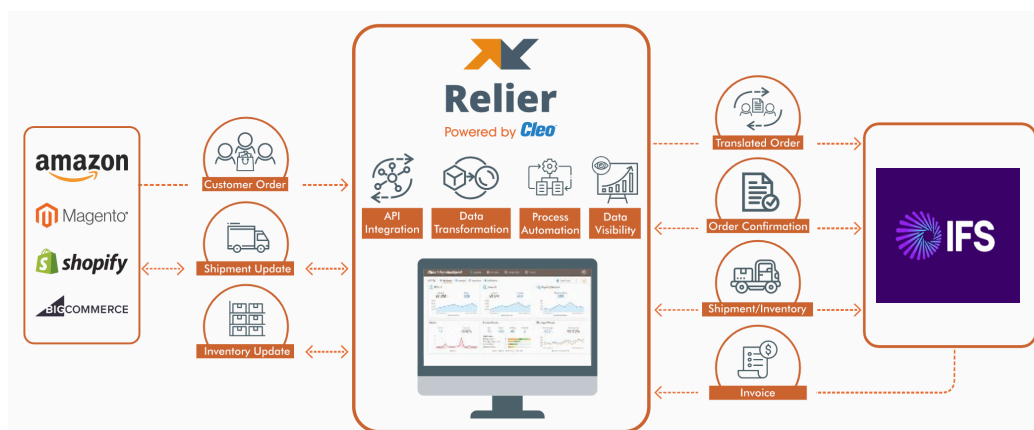 amazon
Magento®
shopify
BIGCOMMERCE
Customer Order
Shipment Update
Inventory Update
Relier
Powered by Cleo
API
Integration
Data
Transformation
Process
Automation
Data
Visibility
Translated Order
Order Confirmation
Shipment/Inventory
Invoice
IFS